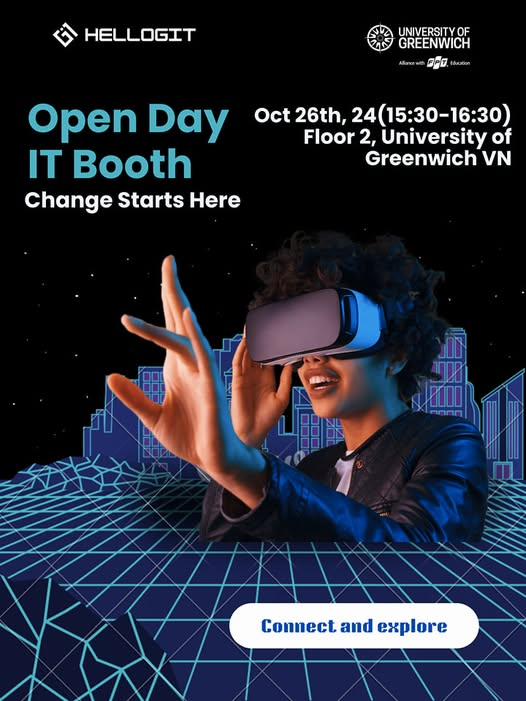 HELLOGIT
UNIVERSITY OF
GREENWICH
Alliance with FPT Education
Open Day
IT Booth
Change Starts Here
Oct 26th, 24(15:30-16:30)
Floor 2, University of
Greenwich VN
Connect and explore